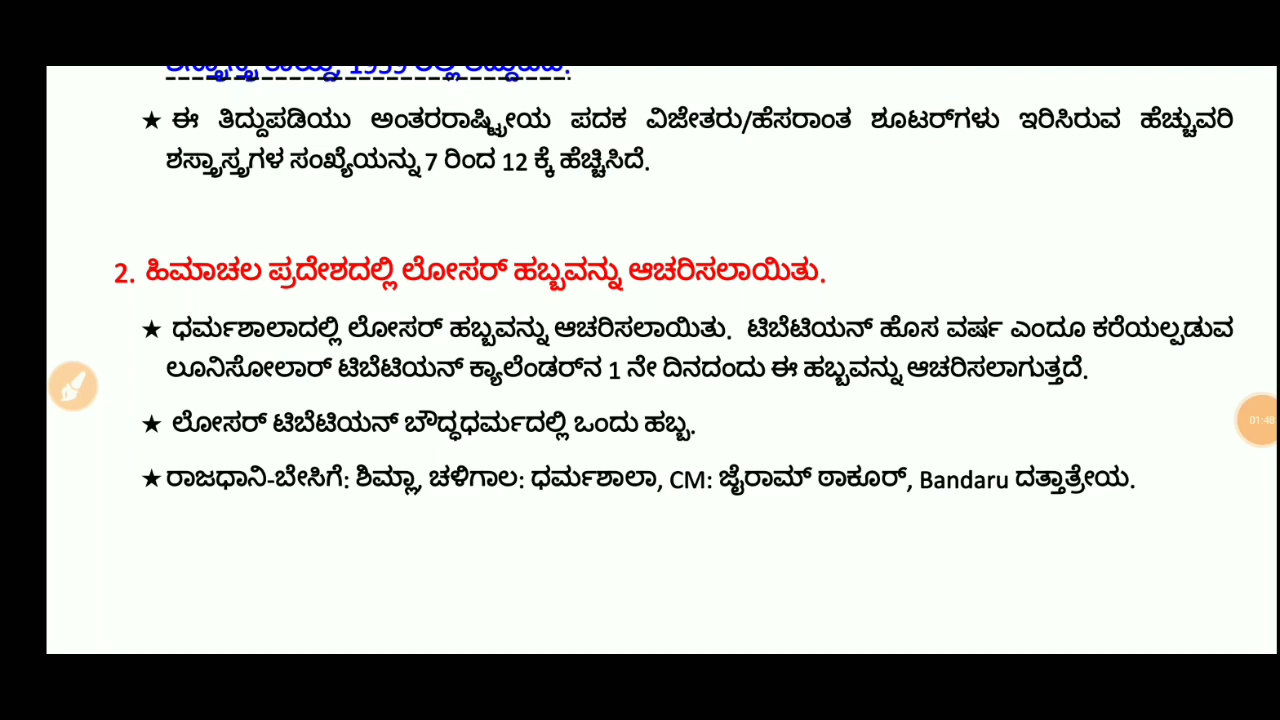 ★ ಈ ತಿದ್ದುಪಡಿಯು ಅಂತರರಾಷ್ಟ್ರೀಯ ಪದಕ ವಿಜೇತರು/ಹೆಸರಾಂತ ಶೂಟರ್‌ಗಳು ಇರಿಸಿರುವ ಹೆಚ್ಚುವರಿ
ಶಸ್ತ್ರಾಸ್ತ್ರಗಳ ಸಂಖ್ಯೆಯನ್ನು 7 ರಿಂದ 12 ಕ್ಕೆ ಹೆಚ್ಚಿಸಿದೆ.
2. ಹಿಮಾಚಲ ಪ್ರದೇಶದಲ್ಲಿ ಲೋಸರ್ ಹಬ್ಬವನ್ನು ಆಚರಿಸಲಾಯಿತು.
★ ಧರ್ಮಶಾಲಾದಲ್ಲಿ ಲೋಸರ್ ಹಬ್ಬವನ್ನು ಆಚರಿಸಲಾಯಿತು. ಟಿಬೆಟಿಯನ್ ಹೊಸ ವರ್ಷ ಎಂದೂ ಕರೆಯಲ್ಪಡುವ
ಲೂನಿಸೋಲಾರ್ ಟಿಬೆಟಿಯನ್ ಕ್ಯಾಲೆಂಡರ್‌ನ 1 ನೇ ದಿನದಂದು ಈ ಹಬ್ಬವನ್ನು ಆಚರಿಸಲಾಗುತ್ತದೆ.
★ ಲೋಸರ್ ಟಿಬೆಟಿಯನ್ ಬೌದ್ಧಧರ್ಮದಲ್ಲಿ ಒಂದು ಹಬ್ಬ.
★ ರಾಜಧಾನಿ-ಬೇಸಿಗೆ: ಶಿಮ್ಲಾ, ಚಳಿಗಾಲ: ಧರ್ಮಶಾಲಾ, CM: ಜೈರಾಮ್ ಠಾಕೂರ್, Bandaru ದತ್ತಾತ್ರೇಯ.
01:48